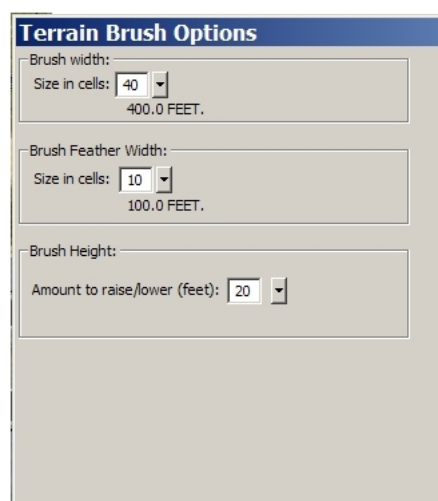 Terrain Brush Options
Brush width:
Size in cells: 40
400.0 FEET.
Brush Feather Width:
Size in cells: 10
100.0 FEET.
Brush Height:
Amount to raise/lower (feet): 20